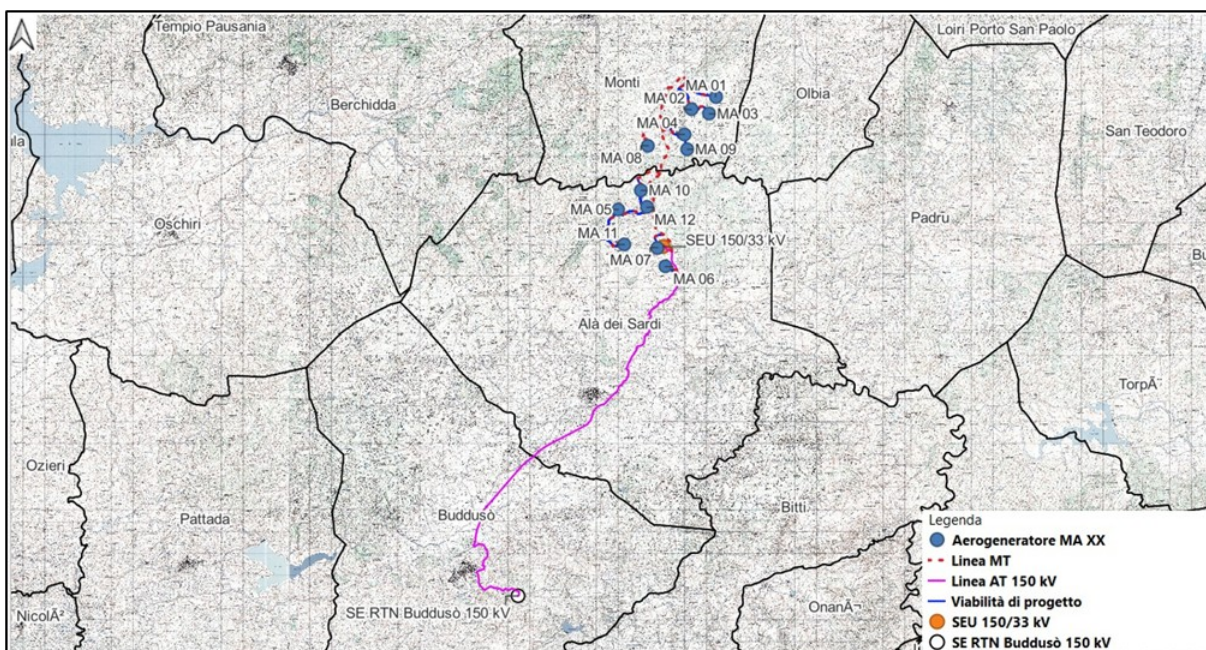 Tempio Pausania
Loiri Porto San Paolo
Berchidda
Monti
MA 01
MA 02
MA 03
Olbia
MA 04
San Teodoro
ula
MA 08
MA 09
MA 10
Oschiri
MA 05
MA 12
Padru
MA 11
SEU 150/33 kV
MA 07
MA 06
Bu
Alà dei Sardi
TorpÃ¨
Ozieri
Pattada
Buddusò
Bitti
NicolÃ²
SE RTN Buddusò 150 kV
OnanÃ¬
Legenda
Aerogeneratore MA XX
Linea MT
Linea AT 150 kV
Viabilità di progetto
SEU 150/33 kV
SE RTN Buddusò 150 kV